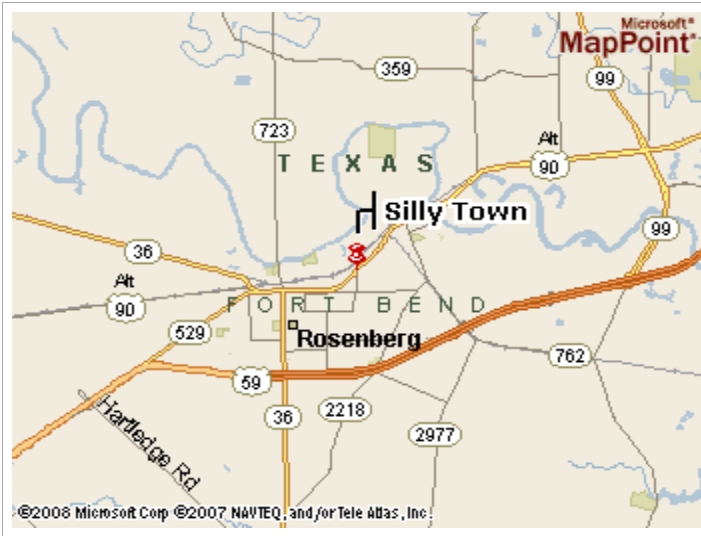 Microsoft®
MapPoint®
359
99
723
Alt
90
TEXAS
Silly Town
99
36
Alt
90
FORT BEND
529
Rosenberg
762
59
36
2218
2977
Hartledge Rd
©2008 Microsoft Corp ©2007 NAVTEQ, and/or Tele Atlas, Inc.